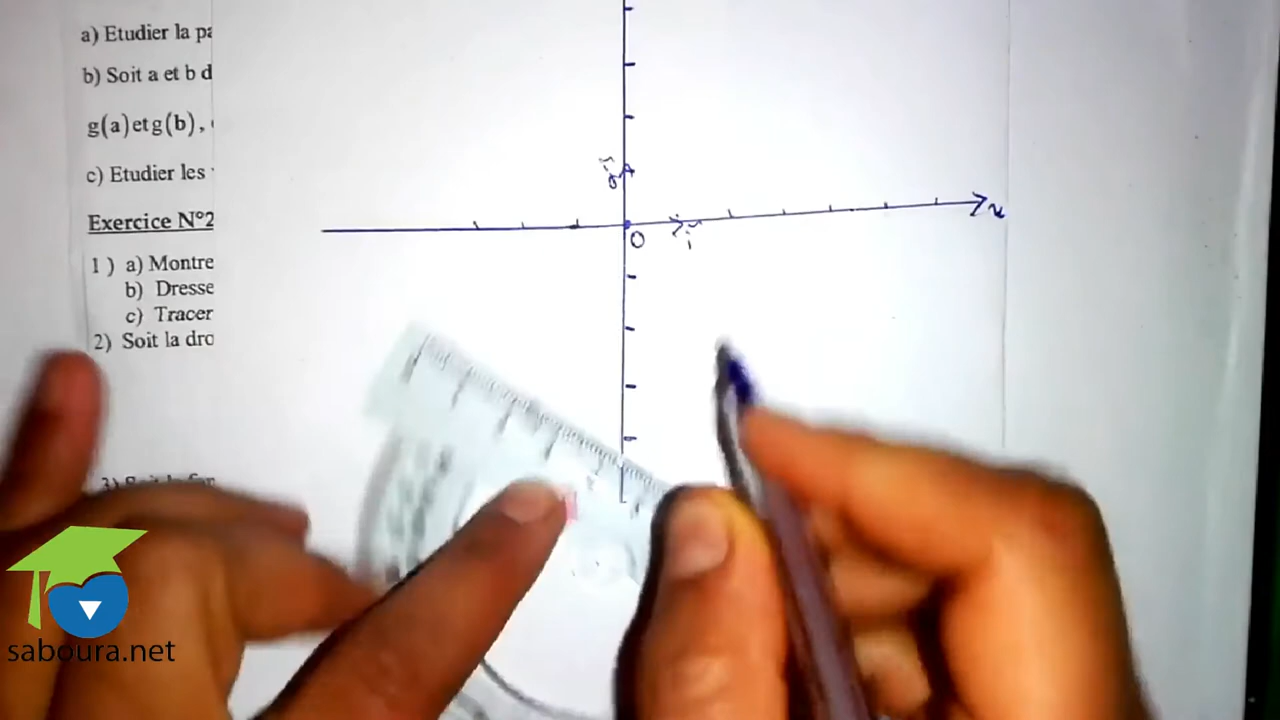 a) Etudier la pa
b) Soit a et b d
g(a) et g(b),
c) Etudier les
Exercice N°2
1 ) a) Montre
b) Dresse
c) Tracer
2) Soit la dro
j
O
i
x
saboura.net